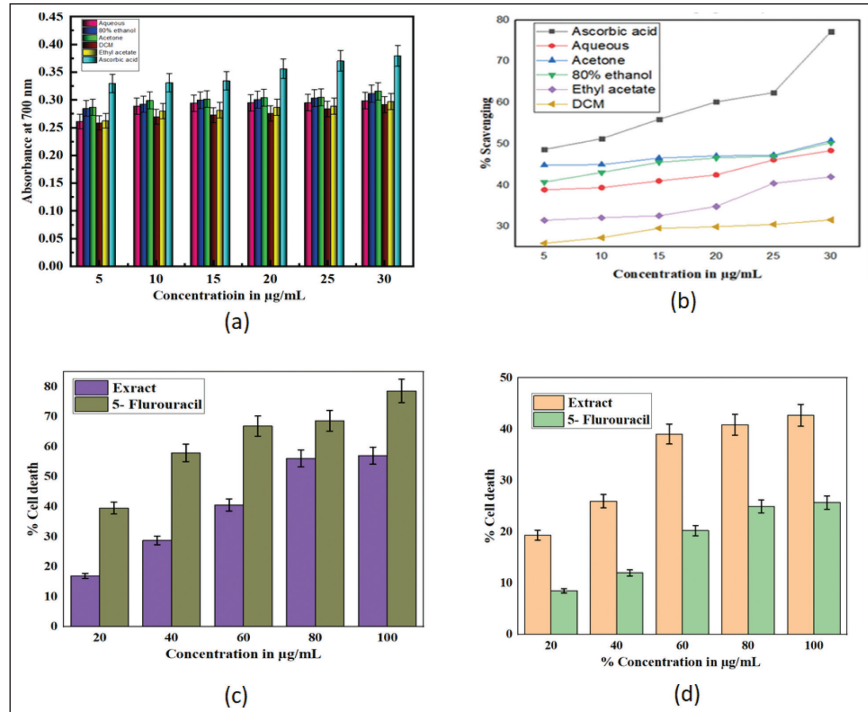 0.45
0.40
0.35
0.30
0.25
0.20
0.15
0.10
0.05
0.00
Absorbance at 700 nm
Aqueous
80% ethanol
Acetone
DCM
Ethyl acetate
Ascorbic acid
5 10 15 20 25 30
Concentratioin in µg/mL
(a)
80
70
60
50
40
30
% Scavenging
Ascorbic acid
Aqueous
Acetone
80% ethanol
Ethyl acetate
DCM
5 10 15 20 25 30
Concentration in µg/mL
(b)
80
70
60
50
40
30
20
10
0
% Cell death
Exract
5- Flurouracil
20 40 60 80 100
Concentration in µg/mL
(c)
50
40
30
20
10
0
% Cell death
Extract
5- Flurouracil
20 40 60 80 100
% Concentration in µg/mL
(d)